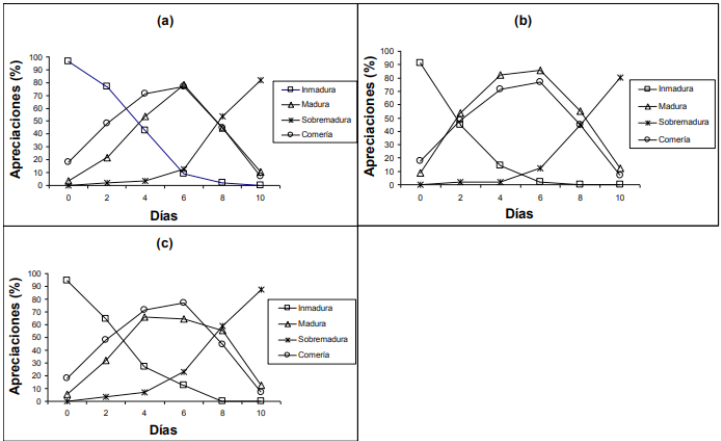 (a)
Apreciaciones (%)
100
90
80
70
60
50
40
30
20
10
0
0 2 4 6 8 10
Días
Inmadura
Madura
Sobremadura
Comería
(b)
Apreciaciones (%)
100
90
80
70
60
50
40
30
20
10
0
0 2 4 6 8 10
Días
Inmadura
Madura
Sobremadura
Comería
(c)
Apreciaciones (%)
100
90
80
70
60
50
40
30
20
10
0
0 2 4 6 8 10
Días
Inmadura
Madura
Sobremadura
Comería